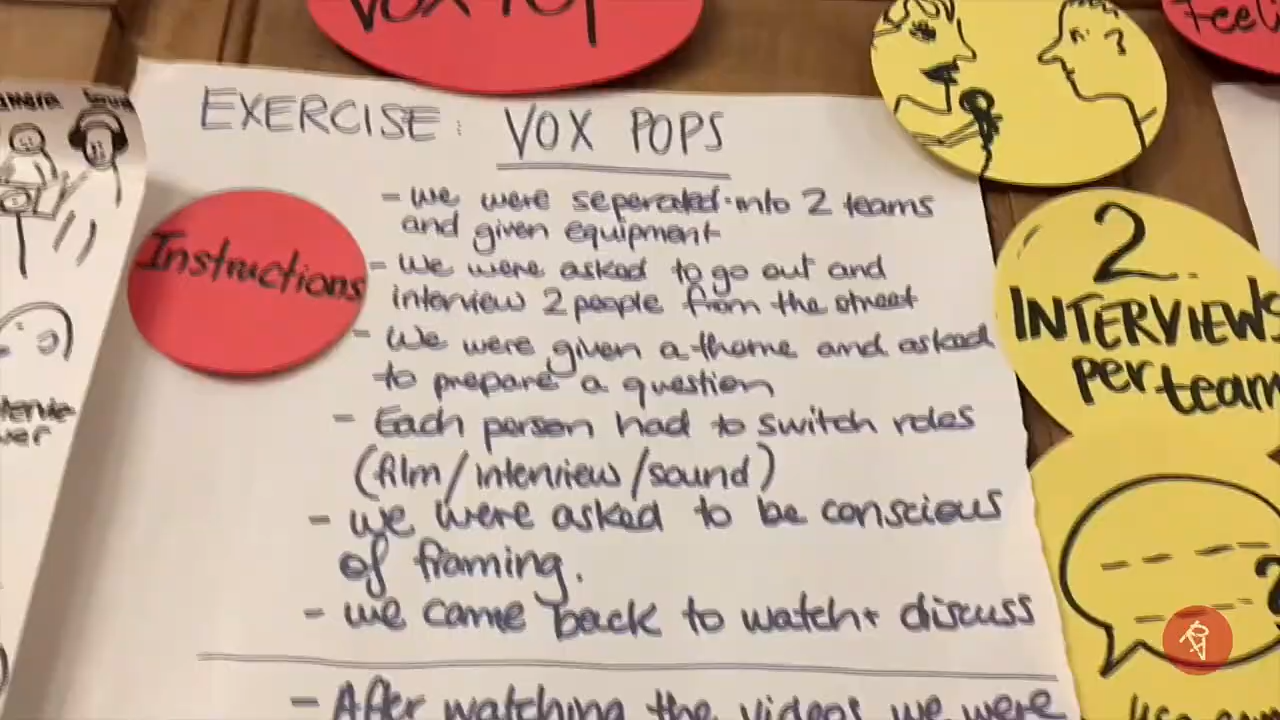 VOX POP
Feeli
EXERCISE: VOX POPS
Instructions
- we were seperated into 2 teams
and given equipment
- We were asked to go out and
interview 2 people from the street
- We were given a theme and asked
to prepare a question
- Each person had to switch roles
(film/interview/sound)
- we were asked to be conscious
of framing.
- we came back to watch + discuss
- After watching the videos we were
2
INTERVIEWS
per team
?